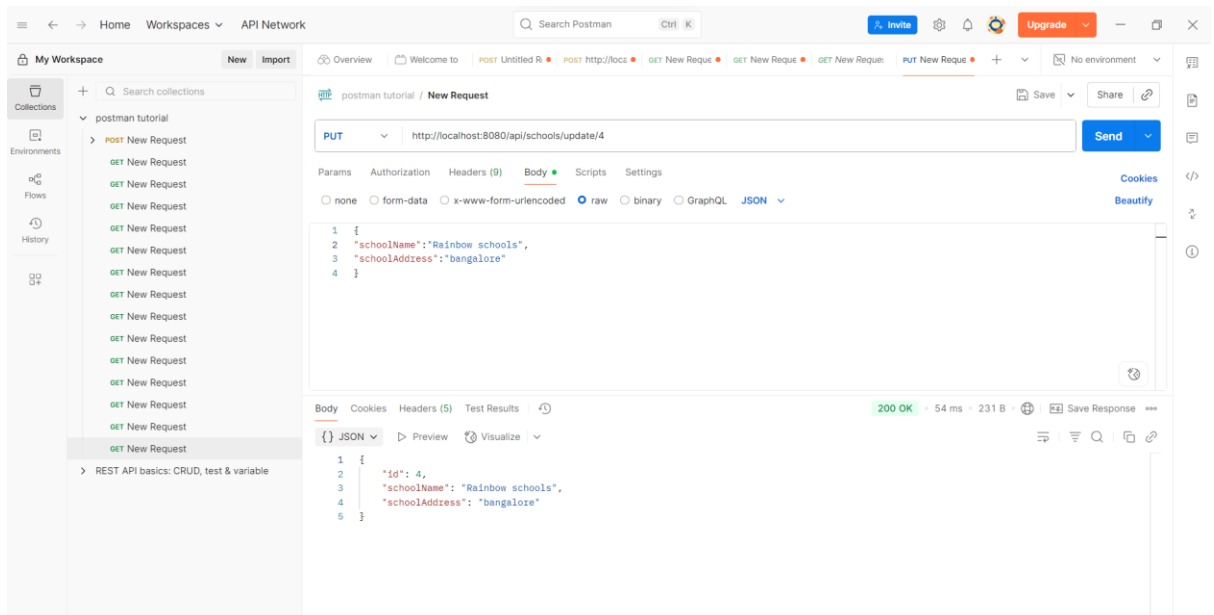 Home Workspaces API Network Search Postman Ctrl K Invite Upgrade
My Workspace New Import Overview Welcome to POST Untitled R POST http://loca GET New Reque GET New Reque GET New Reque PUT New Reque No environment
Collections
Environments
Flows
History
Search collections
postman tutorial
POST New Request
GET New Request
GET New Request
GET New Request
GET New Request
GET New Request
GET New Request
GET New Request
GET New Request
GET New Request
GET New Request
GET New Request
GET New Request
GET New Request
GET New Request
REST API basics: CRUD, test & variable
HTTP postman tutorial / New Request Save Share
PUT http://localhost:8080/api/schools/update/4 Send
Params Authorization Headers (9) Body Scripts Settings Cookies
none form-data x-www-form-urlencoded raw binary GraphQL JSON Beautify
1 {
2 "schoolName":"Rainbow schools",
3 "schoolAddress":"bangalore"
4 }
Body Cookies Headers (5) Test Results 200 OK 54 ms 231 B Save Response
{} JSON Preview Visualize
1 {
2 "id": 4,
3 "schoolName": "Rainbow schools",
4 "schoolAddress": "bangalore"
5 }